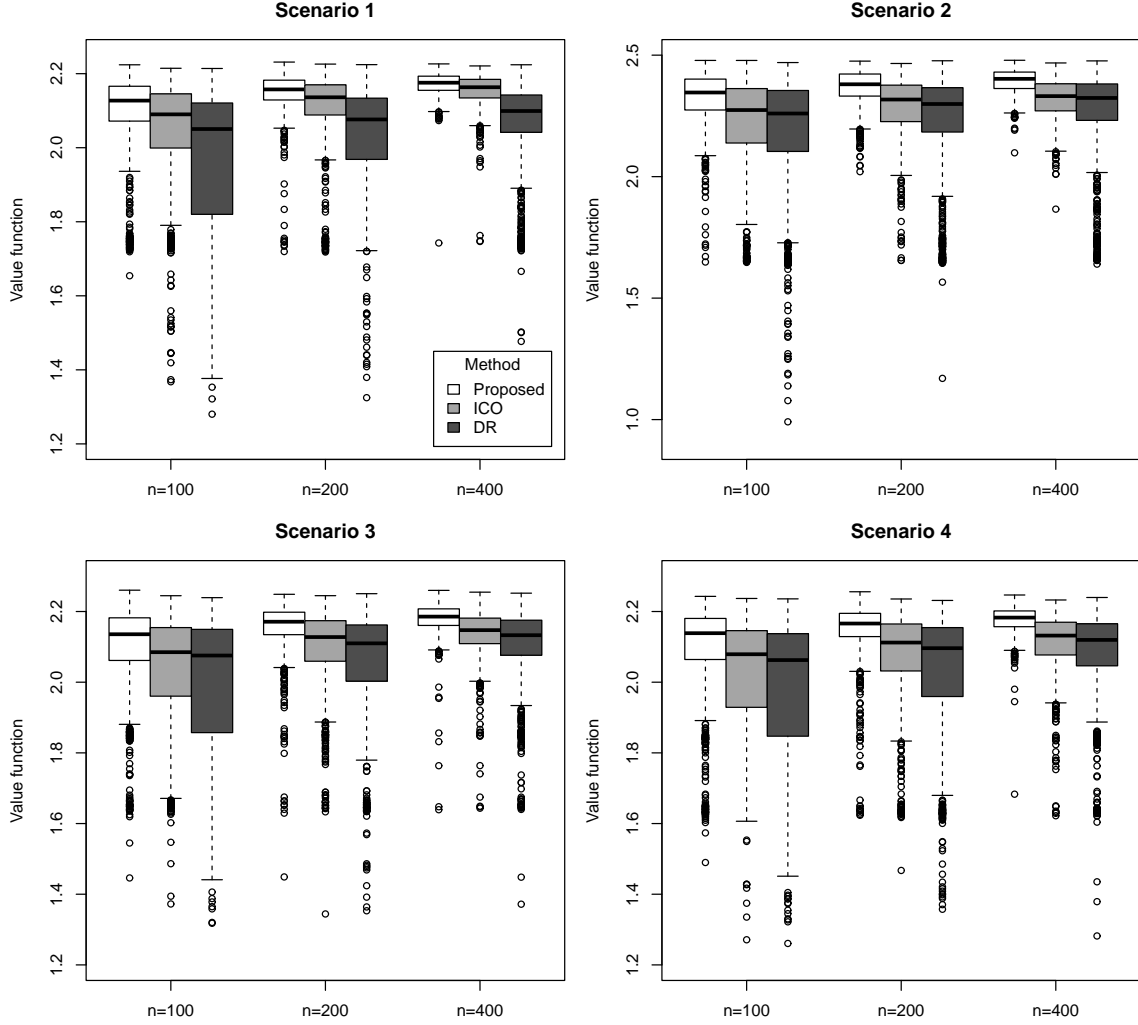 Scenario 1
Value function
2.2
2.0
1.8
1.6
1.4
1.2
n=100
n=200
n=400
Method
Proposed
ICO
DR
Scenario 2
Value function
2.5
2.0
1.5
1.0
n=100
n=200
n=400
Scenario 3
Value function
2.2
2.0
1.8
1.6
1.4
1.2
n=100
n=200
n=400
Scenario 4
Value function
2.2
2.0
1.8
1.6
1.4
1.2
n=100
n=200
n=400